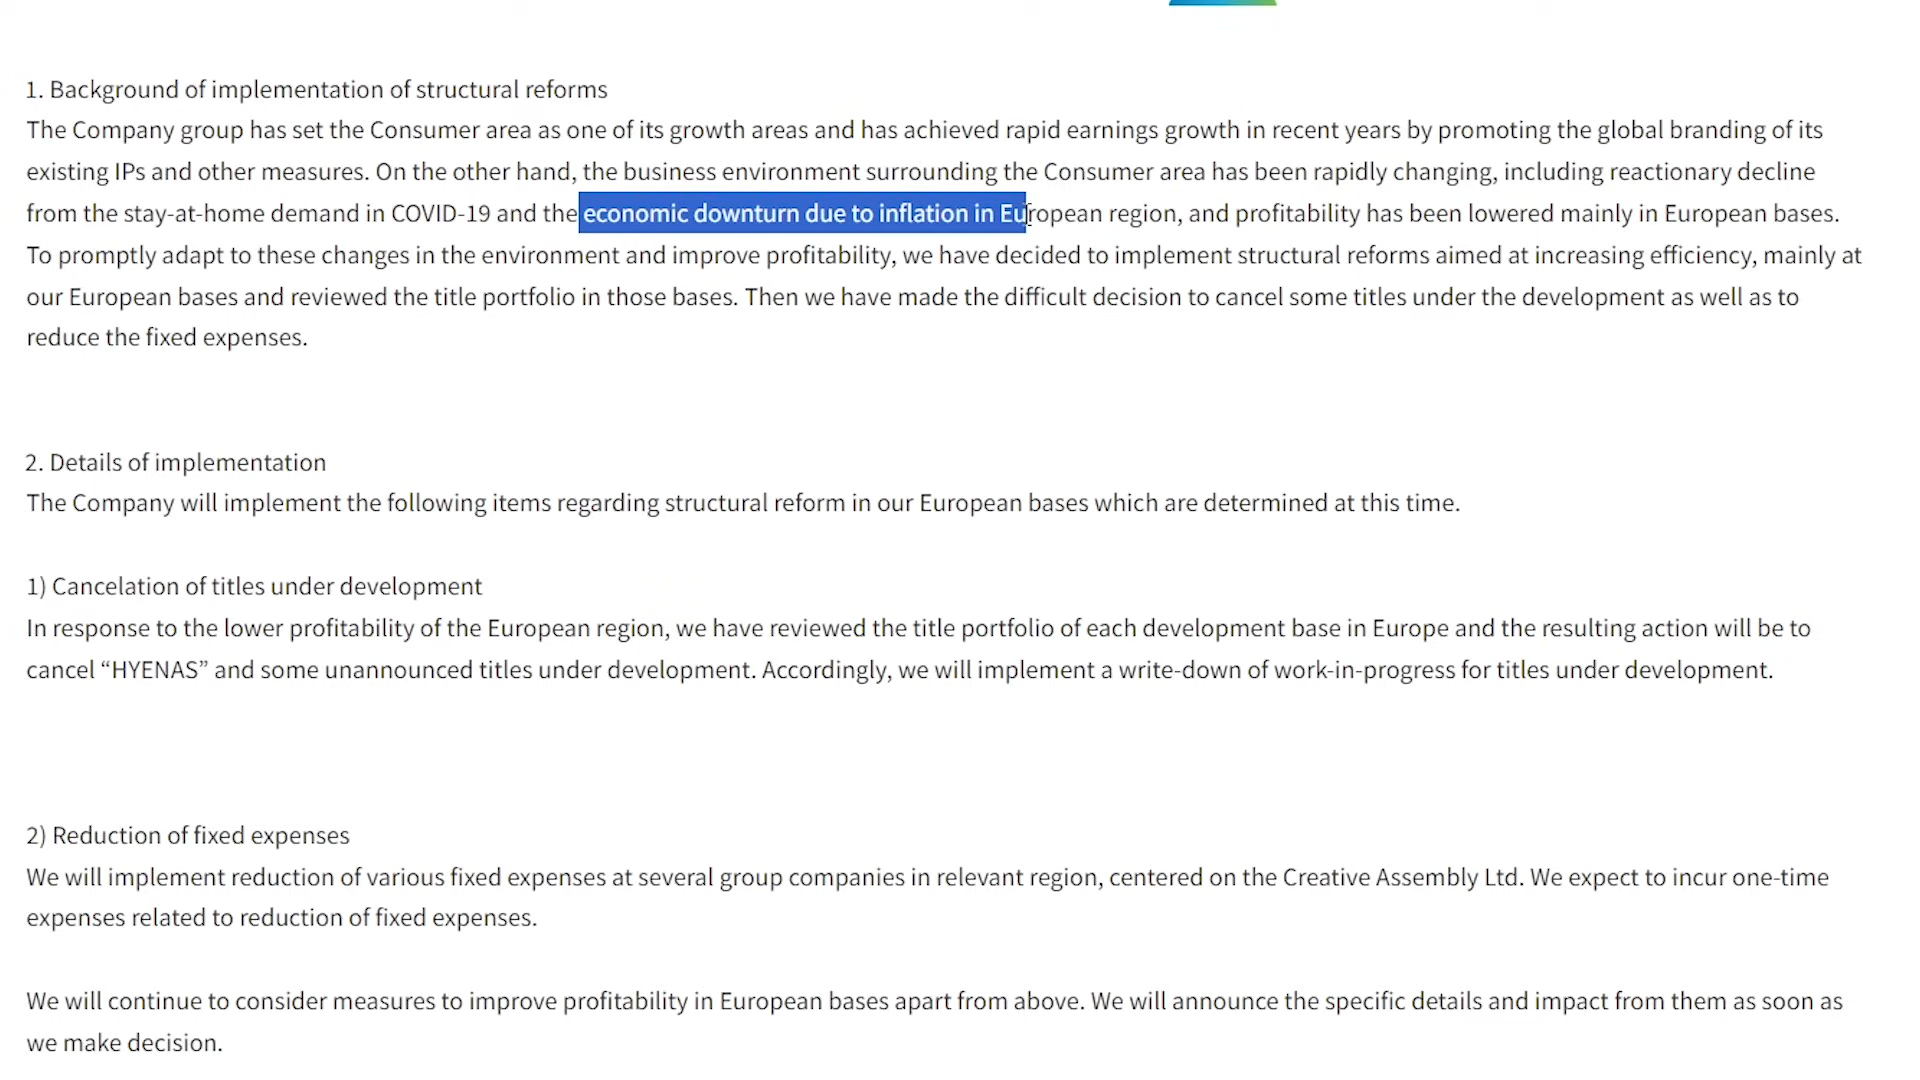 1. Background of implementation of structural reforms
The Company group has set the Consumer area as one of its growth areas and has achieved rapid earnings growth in recent years by promoting the global branding of its
existing IPs and other measures. On the other hand, the business environment surrounding the Consumer area has been rapidly changing, including reactionary decline
from the stay-at-home demand in COVID-19 and the economic downturn due to inflation in European region, and profitability has been lowered mainly in European bases.
To promptly adapt to these changes in the environment and improve profitability, we have decided to implement structural reforms aimed at increasing efficiency, mainly at
our European bases and reviewed the title portfolio in those bases. Then we have made the difficult decision to cancel some titles under the development as well as to
reduce the fixed expenses.
2. Details of implementation
The Company will implement the following items regarding structural reform in our European bases which are determined at this time.
1) Cancelation of titles under development
In response to the lower profitability of the European region, we have reviewed the title portfolio of each development base in Europe and the resulting action will be to
cancel “HYENAS” and some unannounced titles under development. Accordingly, we will implement a write-down of work-in-progress for titles under development.
2) Reduction of fixed expenses
We will implement reduction of various fixed expenses at several group companies in relevant region, centered on the Creative Assembly Ltd. We expect to incur one-time
expenses related to reduction of fixed expenses.
We will continue to consider measures to improve profitability in European bases apart from above. We will announce the specific details and impact from them as soon as
we make decision.